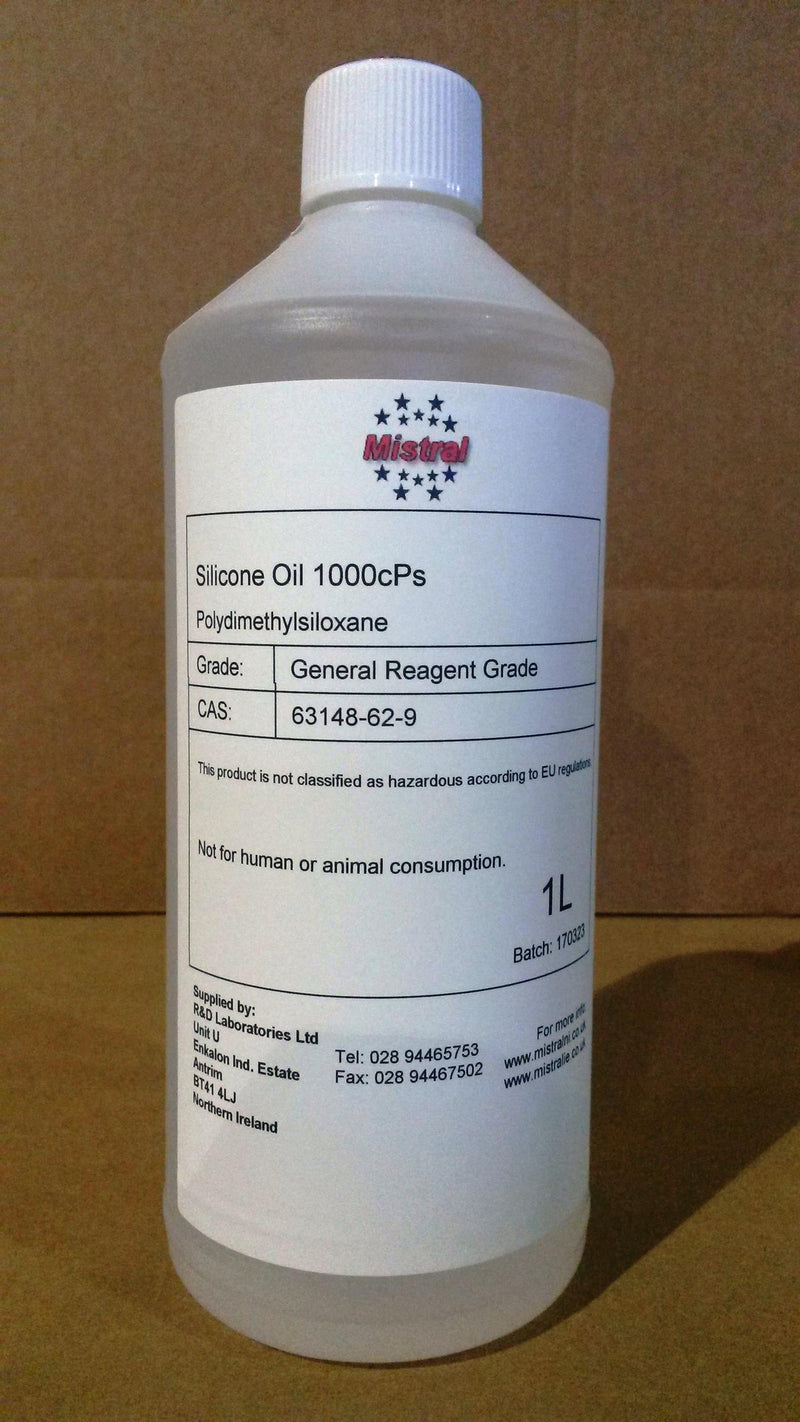 Mistral
Silicone Oil 1000cPs
Polydimethylsiloxane
Grade: General Reagent Grade
CAS: 63148-62-9
This product is not classified as hazardous according to EU regulations.
Not for human or animal consumption.
1L
Batch: 170323
Supplied by:
R&D Laboratories Ltd
Unit U
Enkalon Ind. Estate
Antrim
BT41 4LJ
Northern Ireland
Tel: 028 94465753
Fax: 028 94467502
For more info:
www.mistralni.co.uk
www.mistralie.co.uk